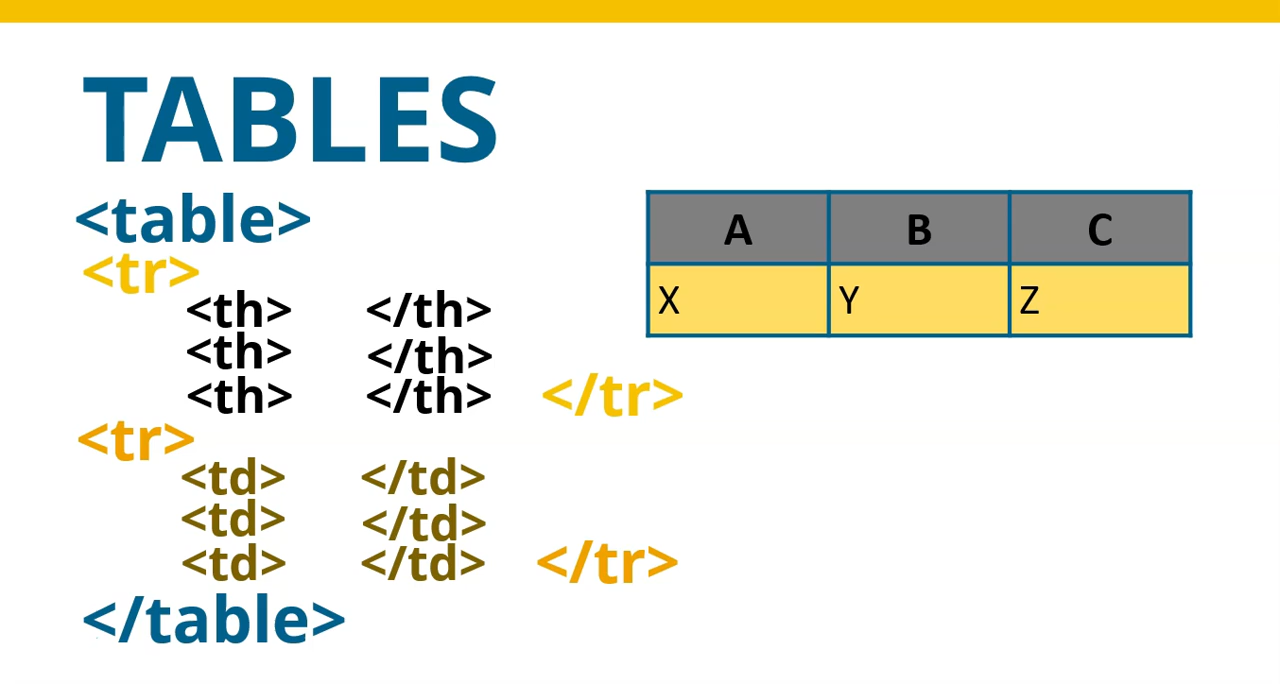 TABLES
<table>
<tr>
<th> </th>
<th> </th>
<th> </th> </tr>
<tr>
<td> </td>
<td> </td>
<td> </td> </tr>
</table>
A B C
X Y Z